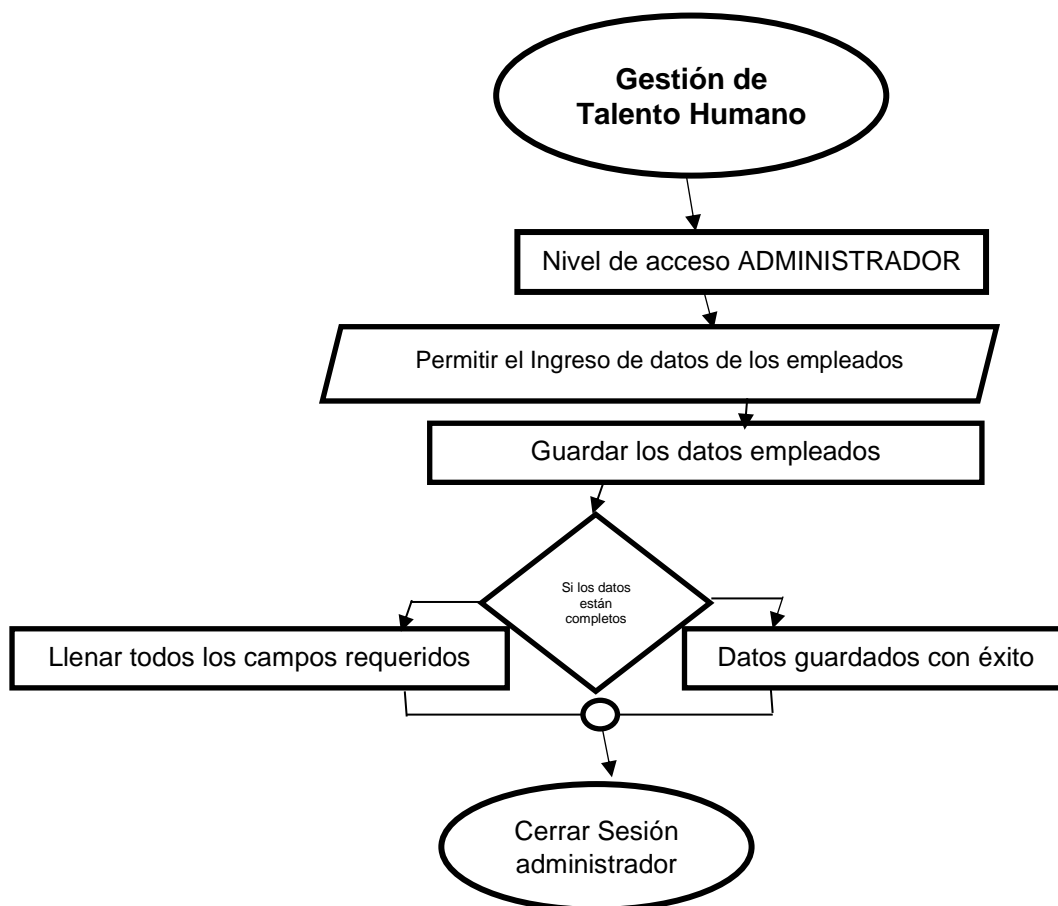 Gestión de
Talento Humano
Nivel de acceso ADMINISTRADOR
Permitir el Ingreso de datos de los empleados
Guardar los datos empleados
Si los datos
están
completos
Llenar todos los campos requeridos
Datos guardados con éxito
Cerrar Sesión
administrador